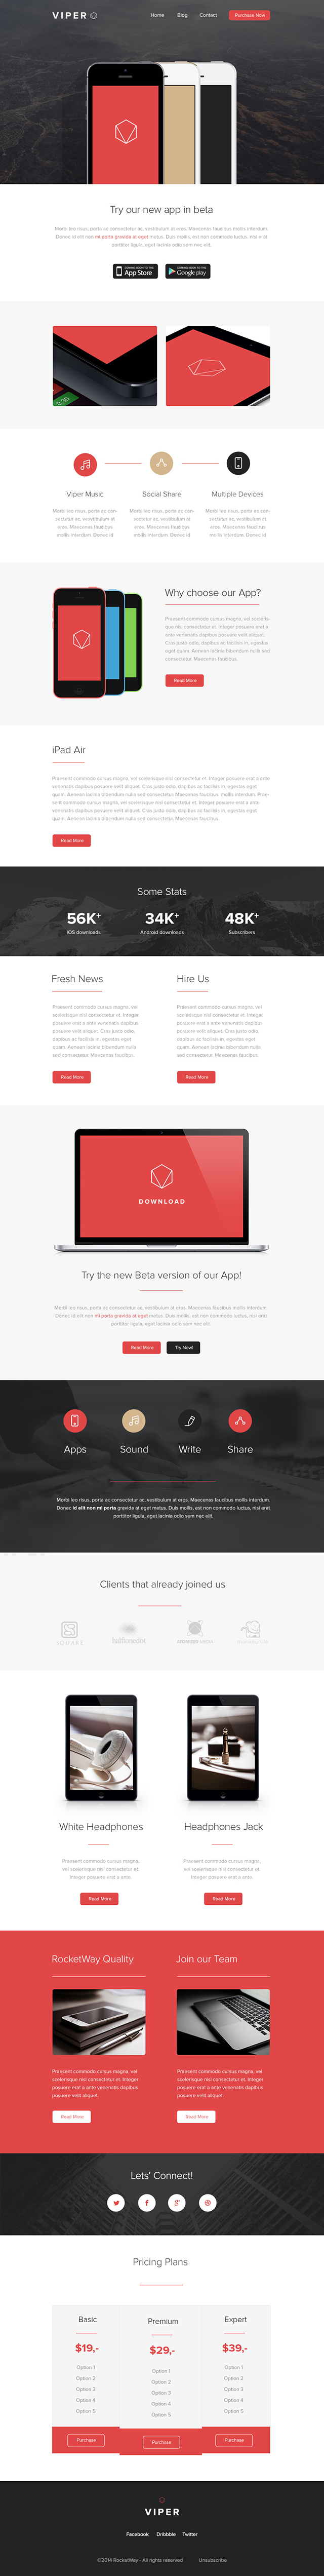 VIPER
Home Blog Contact Purchase Now
Try our new app in beta
Morbi leo risus, porta ac consectetur ac, vestibulum at eros. Maecenas faucibus mollis interdum.
Donec id elit non mi porta gravida at eget metus. Duis mollis, est non commodo luctus, nisi erat
porttitor ligula, eget lacinia odio sem nec elit.
COMING SOON TO THE
App Store
COMING SOON TO THE
Google play
Viper Music
Morbi leo risus, porta ac con-
sectetur ac, vestibulum at
eros. Maecenas faucibus
mollis interdum. Donec id
Social Share
Morbi leo risus, porta ac con-
sectetur ac, vestibulum at
eros. Maecenas faucibus
mollis interdum. Donec id
Multiple Devices
Morbi leo risus, porta ac con-
sectetur ac, vestibulum at
eros. Maecenas faucibus
mollis interdum. Donec id
Why choose our App?
Praesent commodo cursus magna, vel sceleris-
que nisl consectetur et. Integer posuere erat a
ante venenatis dapibus posuere velit aliquet.
Cras justo odio, dapibus ac facilisis in, egestas
eget quam. Aenean lacinia bibendum nulla sed
consectetur. Maecenas faucibus.
Read More
iPad Air
Praesent commodo cursus magna, vel scelerisque nisl consectetur et. Integer posuere erat a ante
venenatis dapibus posuere velit aliquet. Cras justo odio, dapibus ac facilisis in, egestas eget
quam. Aenean lacinia bibendum nulla sed consectetur. Maecenas faucibus. mollis interdum. Prae-
sent commodo cursus magna, vel scelerisque nisl consectetur et. Integer posuere erat a ante
venenatis dapibus posuere velit aliquet. Cras justo odio, dapibus ac facilisis in, egestas eget
quam. Aenean lacinia bibendum nulla sed consectetur. Maecenas faucibus.
Read More
Some Stats
56K+ 34K+ 48K+
iOS downloads Android downloads Subscribers
Fresh News
Praesent commodo cursus magna, vel
scelerisque nisl consectetur et. Integer
posuere erat a ante venenatis dapibus
posuere velit aliquet. Cras justo odio,
dapibus ac facilisis in, egestas eget
quam. Aenean lacinia bibendum nulla
sed consectetur. Maecenas faucibus.
Read More
Hire Us
Praesent commodo cursus magna, vel
scelerisque nisl consectetur et. Integer
posuere erat a ante venenatis dapibus
posuere velit aliquet. Cras justo odio,
dapibus ac facilisis in, egestas eget
quam. Aenean lacinia bibendum nulla
sed consectetur. Maecenas faucibus.
Read More
DOWNLOAD
Try the new Beta version of our App!
Morbi leo risus, porta ac consectetur ac, vestibulum at eros. Maecenas faucibus mollis interdum.
Donec id elit non mi porta gravida at eget metus. Duis mollis, est non commodo luctus, nisi erat
porttitor ligula, eget lacinia odio sem nec elit.
Read More Try Now!
Apps Sound Write Share
Morbi leo risus, porta ac consectetur ac, vestibulum at eros. Maecenas faucibus mollis interdum.
Donec id elit non mi porta gravida at eget metus. Duis mollis, est non commodo luctus, nisi erat
porttitor ligula, eget lacinia odio sem nec elit.
Clients that already joined us
SQUARE
White Headphones
Praesent commodo cursus magna,
vel scelerisque nisl consectetur et.
Integer posuere erat a ante.
Read More
Headphones Jack
Praesent commodo cursus magna,
vel scelerisque nisl consectetur et.
Integer posuere erat a ante.
Read More
RocketWay Quality
Praesent commodo cursus magna, vel
scelerisque nisl consectetur et. Integer
posuere erat a ante venenatis dapibus
posuere velit aliquet.
Read More
Join our Team
Praesent commodo cursus magna, vel
scelerisque nisl consectetur et. Integer
posuere erat a ante venenatis dapibus
posuere velit aliquet.
Read More
Lets' Connect!
Pricing Plans
Basic
$19,-
Option 1
Option 2
Option 3
Option 4
Option 5
Purchase
Premium
$29,-
Option 1
Option 2
Option 3
Option 4
Option 5
Purchase
Expert
$39,-
Option 1
Option 2
Option 3
Option 4
Option 5
Purchase
VIPER
Facebook Dribbble Twitter
©2014 RocketWay - All rights reserved Unsubscribe